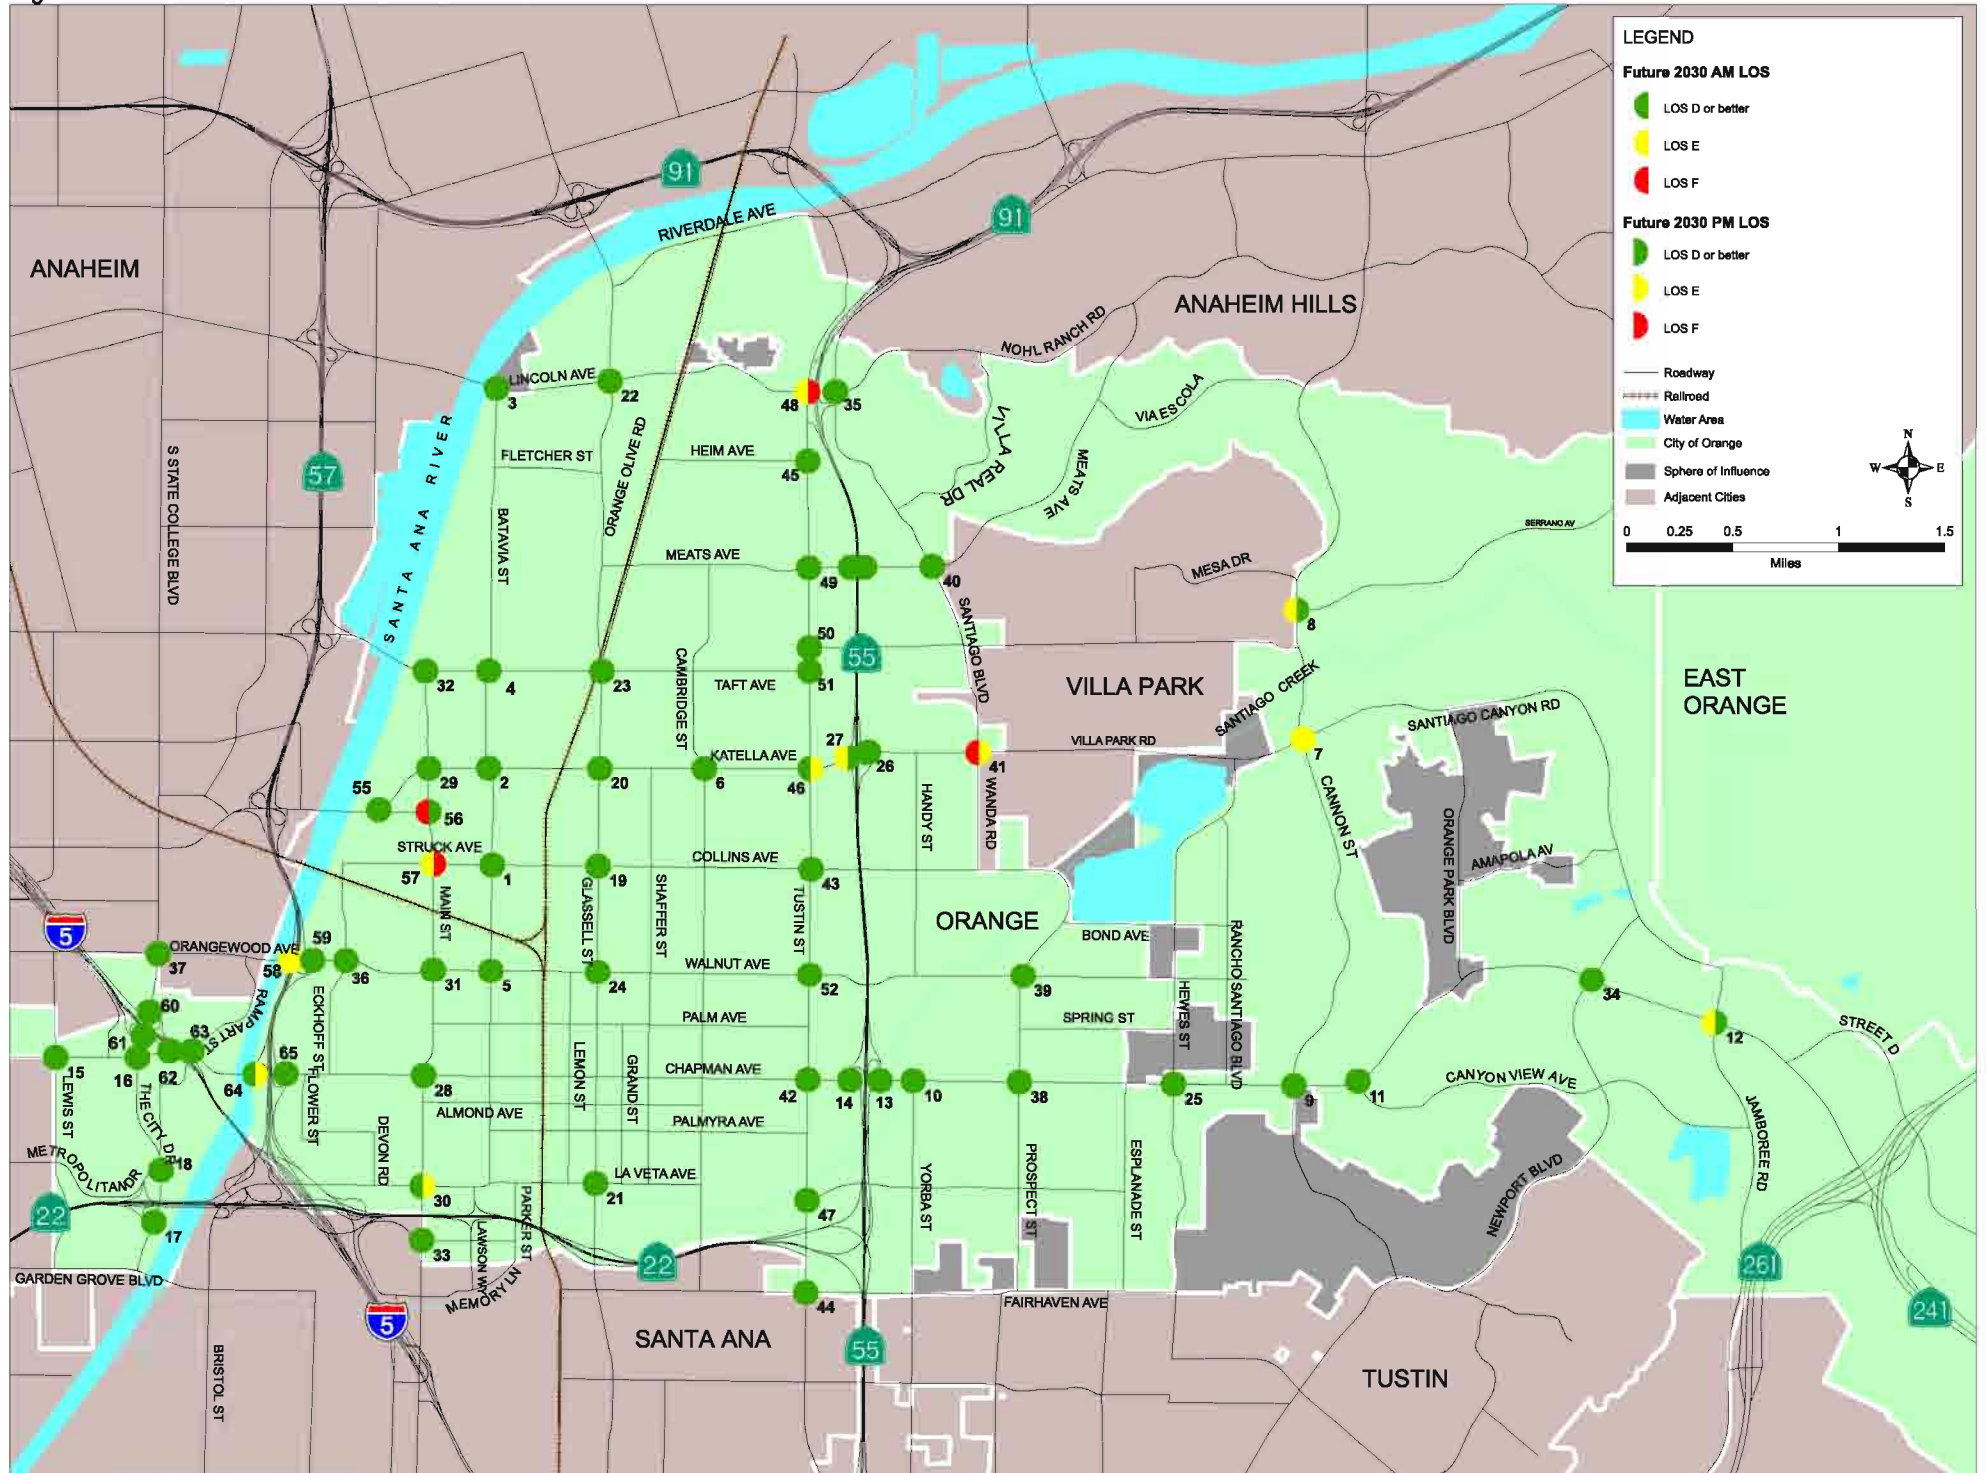 LEGEND
Future 2030 AM LOS
LOS D or better
LOS E
LOS F
Future 2030 PM LOS
LOS D or better
LOS E
LOS F
Roadway
Railroad
Water Area
City of Orange
Sphere of Influence
Adjacent Cities
N
W
E
S
0 0.25 0.5 1 1.5
Miles
91
91
RIVERDALE AVE
ANAHEIM
ANAHEIM HILLS
NOHL RANCH RD
LINCOLN AVE
3
22
48
35
VIA ESCOLA
VILLA REAL DR
MEATS AVE
SANTA ANA RIVER
S STATE COLLEGE BLVD
57
FLETCHER ST
ORANGE OLIVE RD
HEIM AVE
45
BATAVIA ST
SERRANO AV
MEATS AVE
49
40
MESA DR
8
SANTIAGO BLVD
50
55
32
4
23
CAMBRIDGE ST
TAFT AVE
51
VILLA PARK
SANTIAGO CREEK
EAST
ORANGE
SANTIAGO CANYON RD
KATELLA AVE
27
26
VILLA PARK RD
41
7
55
29
2
20
6
46
HANDY ST
WANDA RD
CANNON ST
ORANGE PARK BLVD
56
STRUCK AVE
57
1
19
COLLINS AVE
43
AMAPOLA AV
MAIN ST
GLASSELL ST
SHAFFER ST
TUSTIN ST
ORANGE
5
37
ORANGEWOOD AVE
58
59
36
31
5
24
WALNUT AVE
52
39
BOND AVE
RANCHO SANTIAGO BLVD
34
60
RAMPART ST
ECKHOFF ST
PALM AVE
SPRING ST
HEWES ST
12
STREET D
61
63
15
16
62
64
65
28
CHAPMAN AVE
42
14
13
10
38
25
9
11
CANYON VIEW AVE
LEWIS ST
THE CITY DR
FLOWER ST
LEMON ST
GRAND ST
ALMOND AVE
PALMYRA AVE
DEVON RD
JAMBOREE RD
METROPOLITAN DR
18
30
LA VETA AVE
21
YORBA ST
PROSPECT ST
ESPLANADE ST
NEWPORT BLVD
22
17
33
LAWSON WY
PARKER ST
47
22
261
GARDEN GROVE BLVD
MEMORY LN
44
FAIRHAVEN AVE
241
5
SANTA ANA
55
BRISTOL ST
TUSTIN